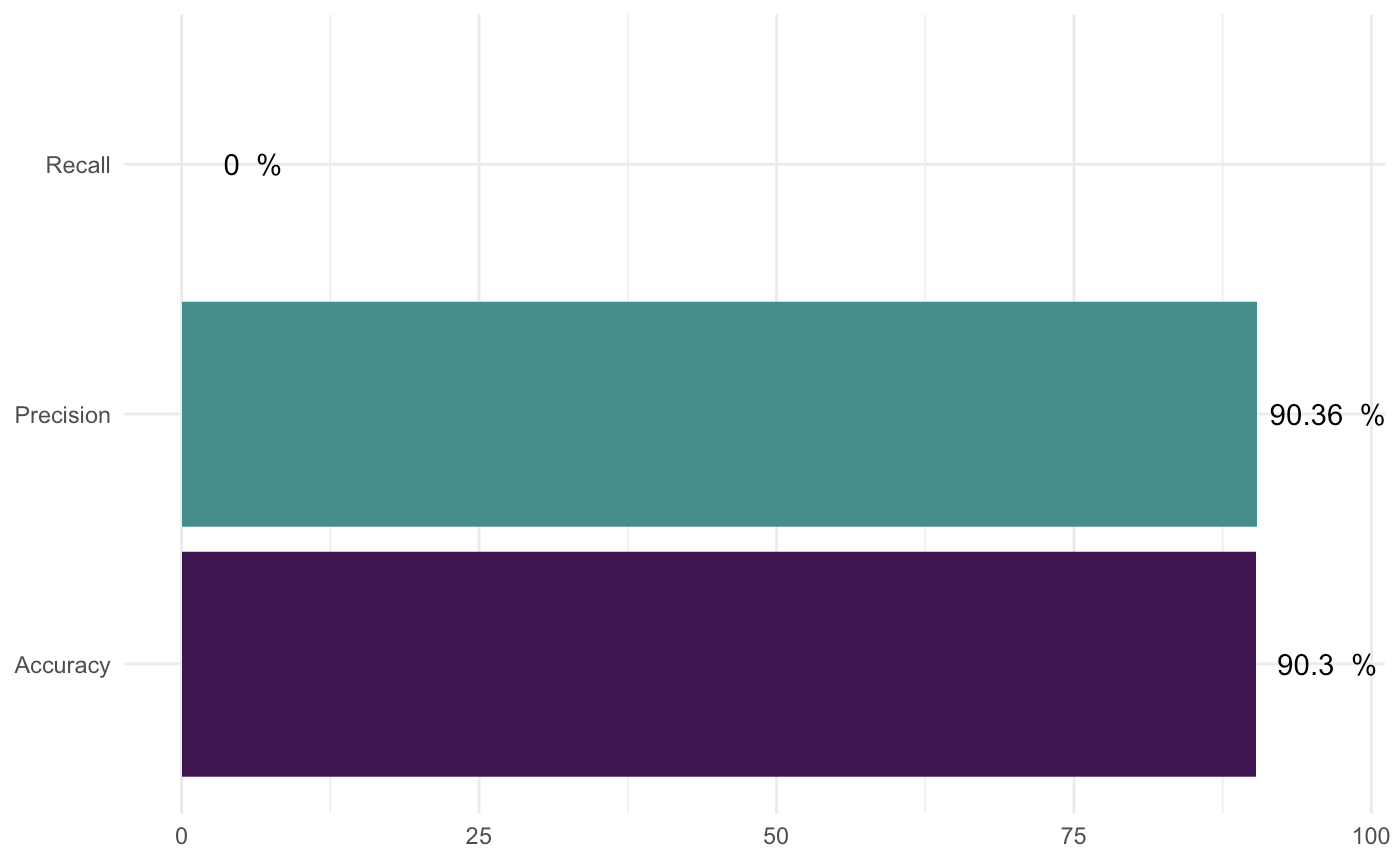 Recall 0 %
Precision 90.36 %
Accuracy 90.3 %
0 25 50 75 100